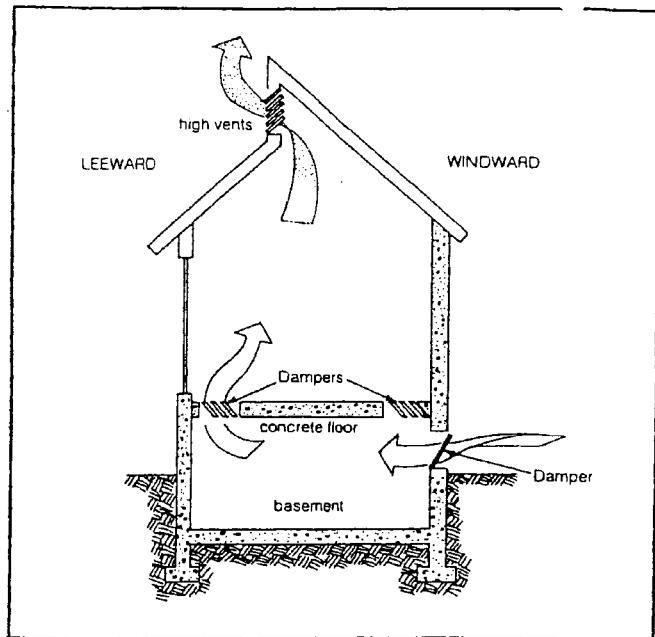 high vents
LEEWARD
WINDWARD
Dampers
concrete floor
Damper
basement